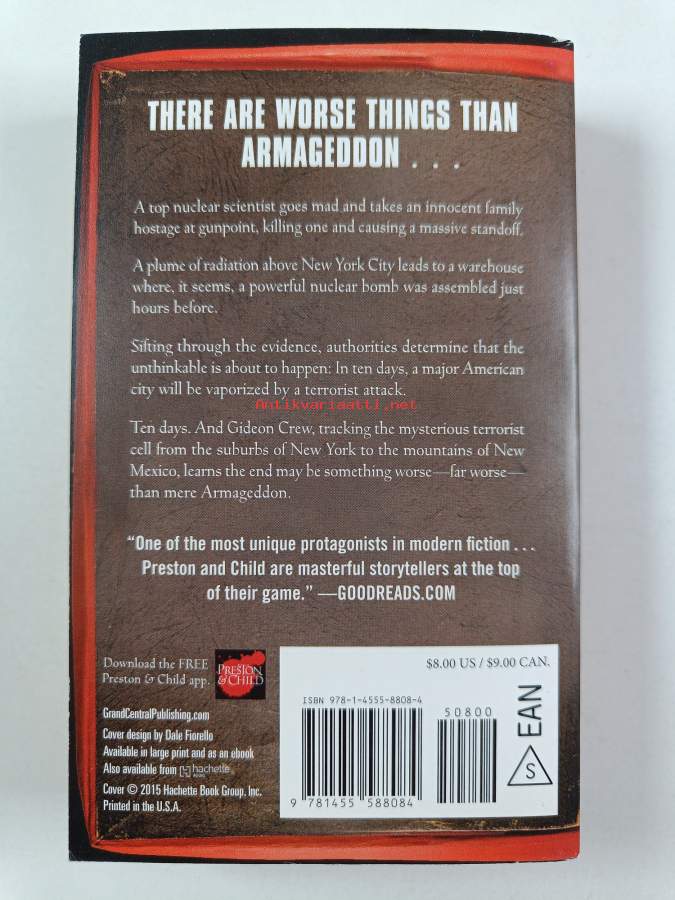 THERE ARE WORSE THINGS THAN
ARMAGEDDON . . .
A top nuclear scientist goes mad and takes an innocent family
hostage at gunpoint, killing one and causing a massive standoff.
A plume of radiation above New York City leads to a warehouse
where, it seems, a powerful nuclear bomb was assembled just
hours before.
Sifting through the evidence, authorities determine that the
unthinkable is about to happen: In ten days, a major American
city will be vaporized by a terrorist attack.
Antikvariaatti.net
Ten days. And Gideon Crew, tracking the mysterious terrorist
cell from the suburbs of New York to the mountains of New
Mexico, learns the end may be something worse—far worse—
than mere Armageddon.
“One of the most unique protagonists in modern fiction . . .
Preston and Child are masterful storytellers at the top
of their game.” —GOODREADS.COM
Download the FREE
Preston & Child app.
PRESTON
& CHILD
GrandCentralPublishing.com
Cover design by Dale Fiorello
Available in large print and as an ebook
Also available from hachette
AUDIO
Cover © 2015 Hachette Book Group, Inc.
Printed in the U.S.A.
$8.00 US / $9.00 CAN.
ISBN 978-1-4555-8808-4
50800
9 781455 588084
EAN
S